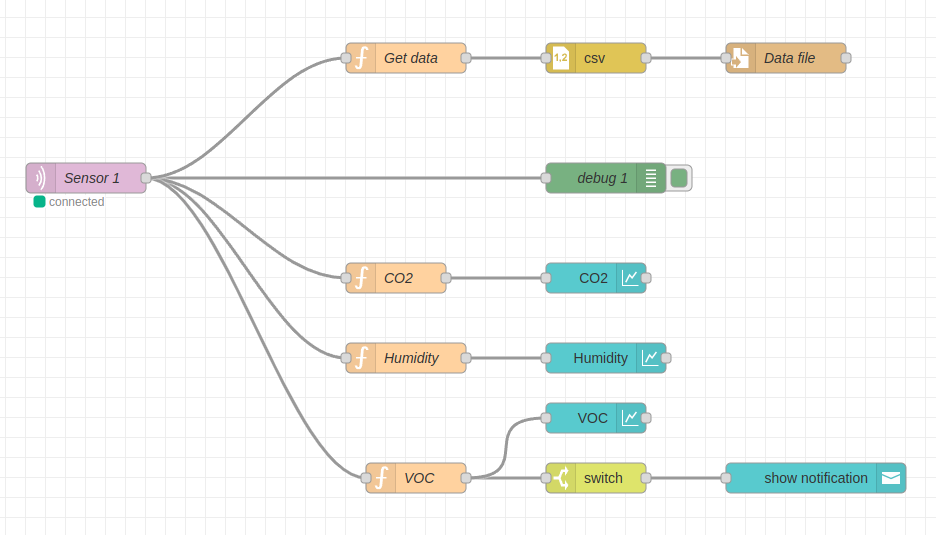 Get data
1,2
csv
Data file
Sensor 1
connected
debug 1
CO2
CO2
Humidity
Humidity
VOC
VOC
switch
show notification